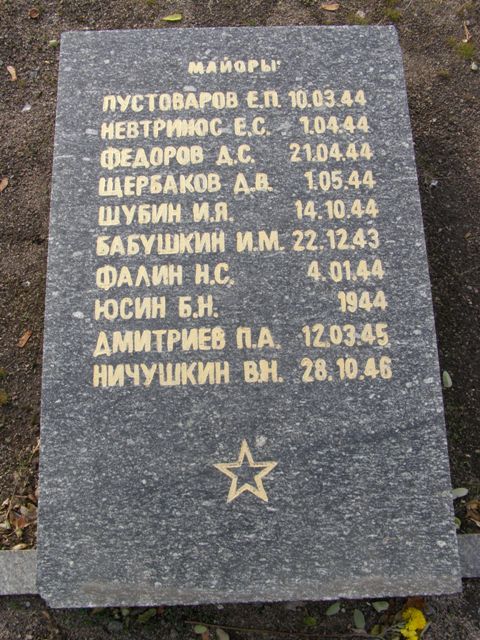 МАЙОРЫ:
ПУСТОВАРОВ Е.П. 10.03.44
НЕВТРИНОС Е.С. 1.04.44
ФЕДОРОВ Д.С. 21.04.44
ЩЕРБАКОВ Д.В. 1.05.44
ШУБИН И.Я. 14.10.44
БАБУШКИН И.М. 22.12.43
ФАЛИН Н.С. 4.01.44
ЮСИН Б.Н. 1944
ДМИТРИЕВ П.А. 12.03.45
НИЧУШКИН В.Н. 28.10.46